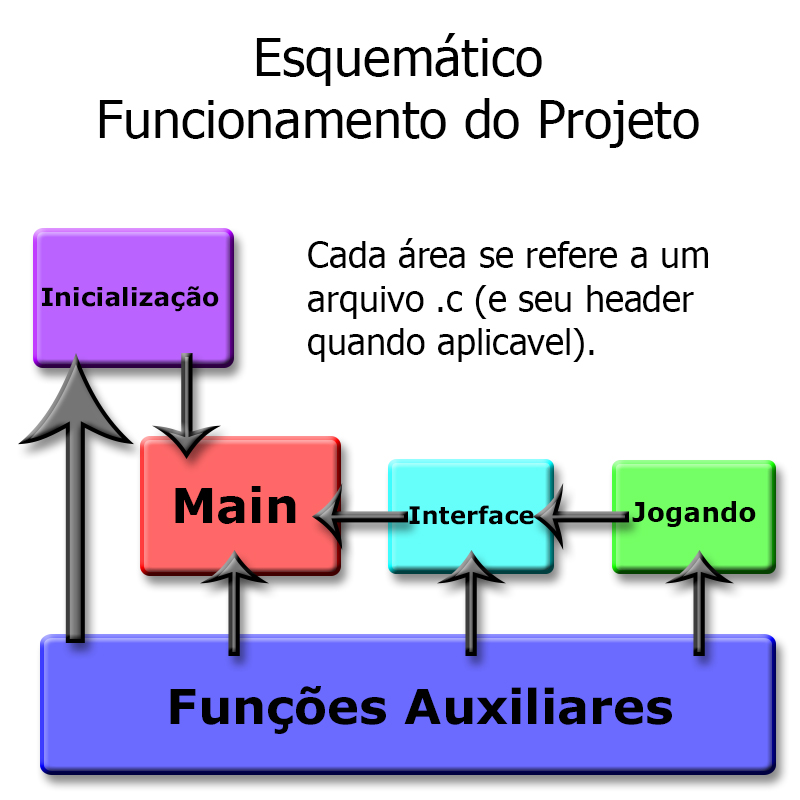 Esquemático
Funcionamento do Projeto
Inicialização
Cada área se refere a um
arquivo .c (e seu header
quando aplicavel).
Main
Interface
Jogando
Funções Auxiliares